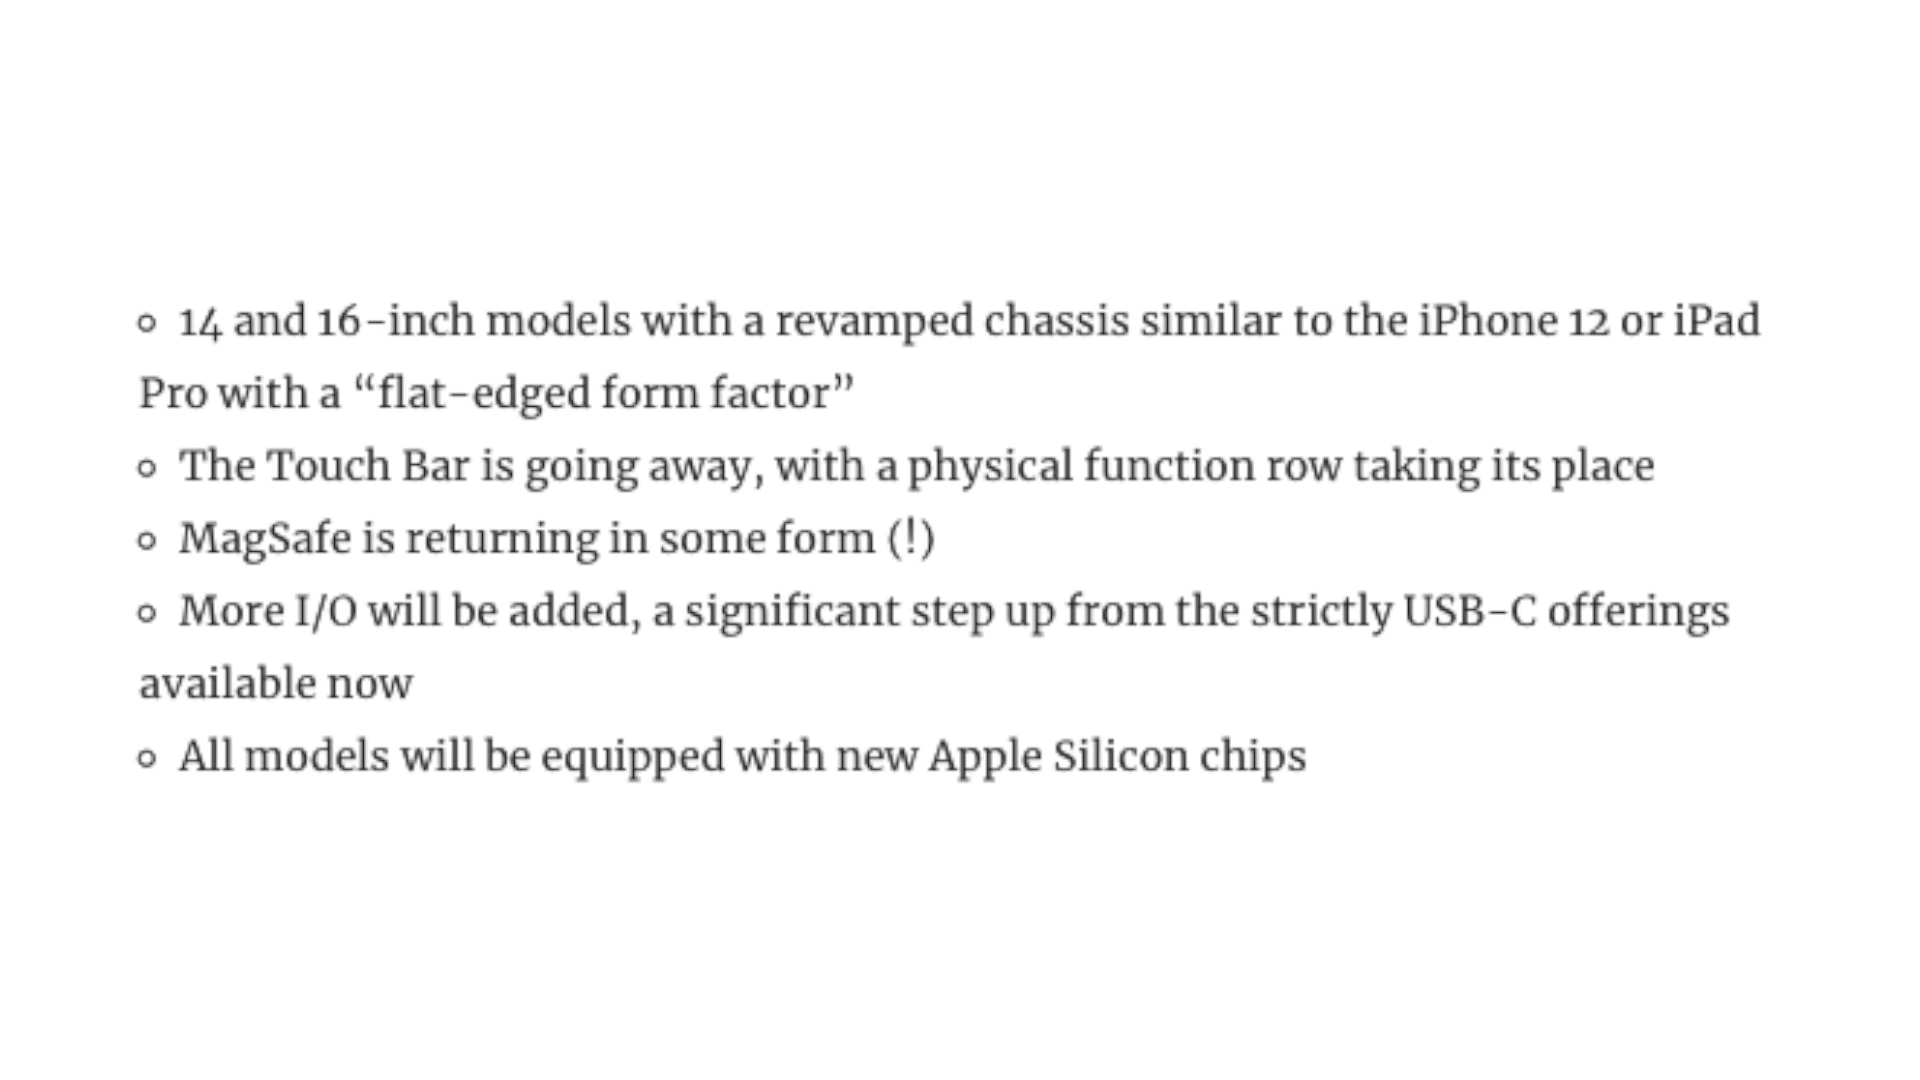 ◦ 14 and 16-inch models with a revamped chassis similar to the iPhone 12 or iPad
Pro with a “flat-edged form factor”
◦ The Touch Bar is going away, with a physical function row taking its place
◦ MagSafe is returning in some form (!)
◦ More I/O will be added, a significant step up from the strictly USB-C offerings
available now
◦ All models will be equipped with new Apple Silicon chips